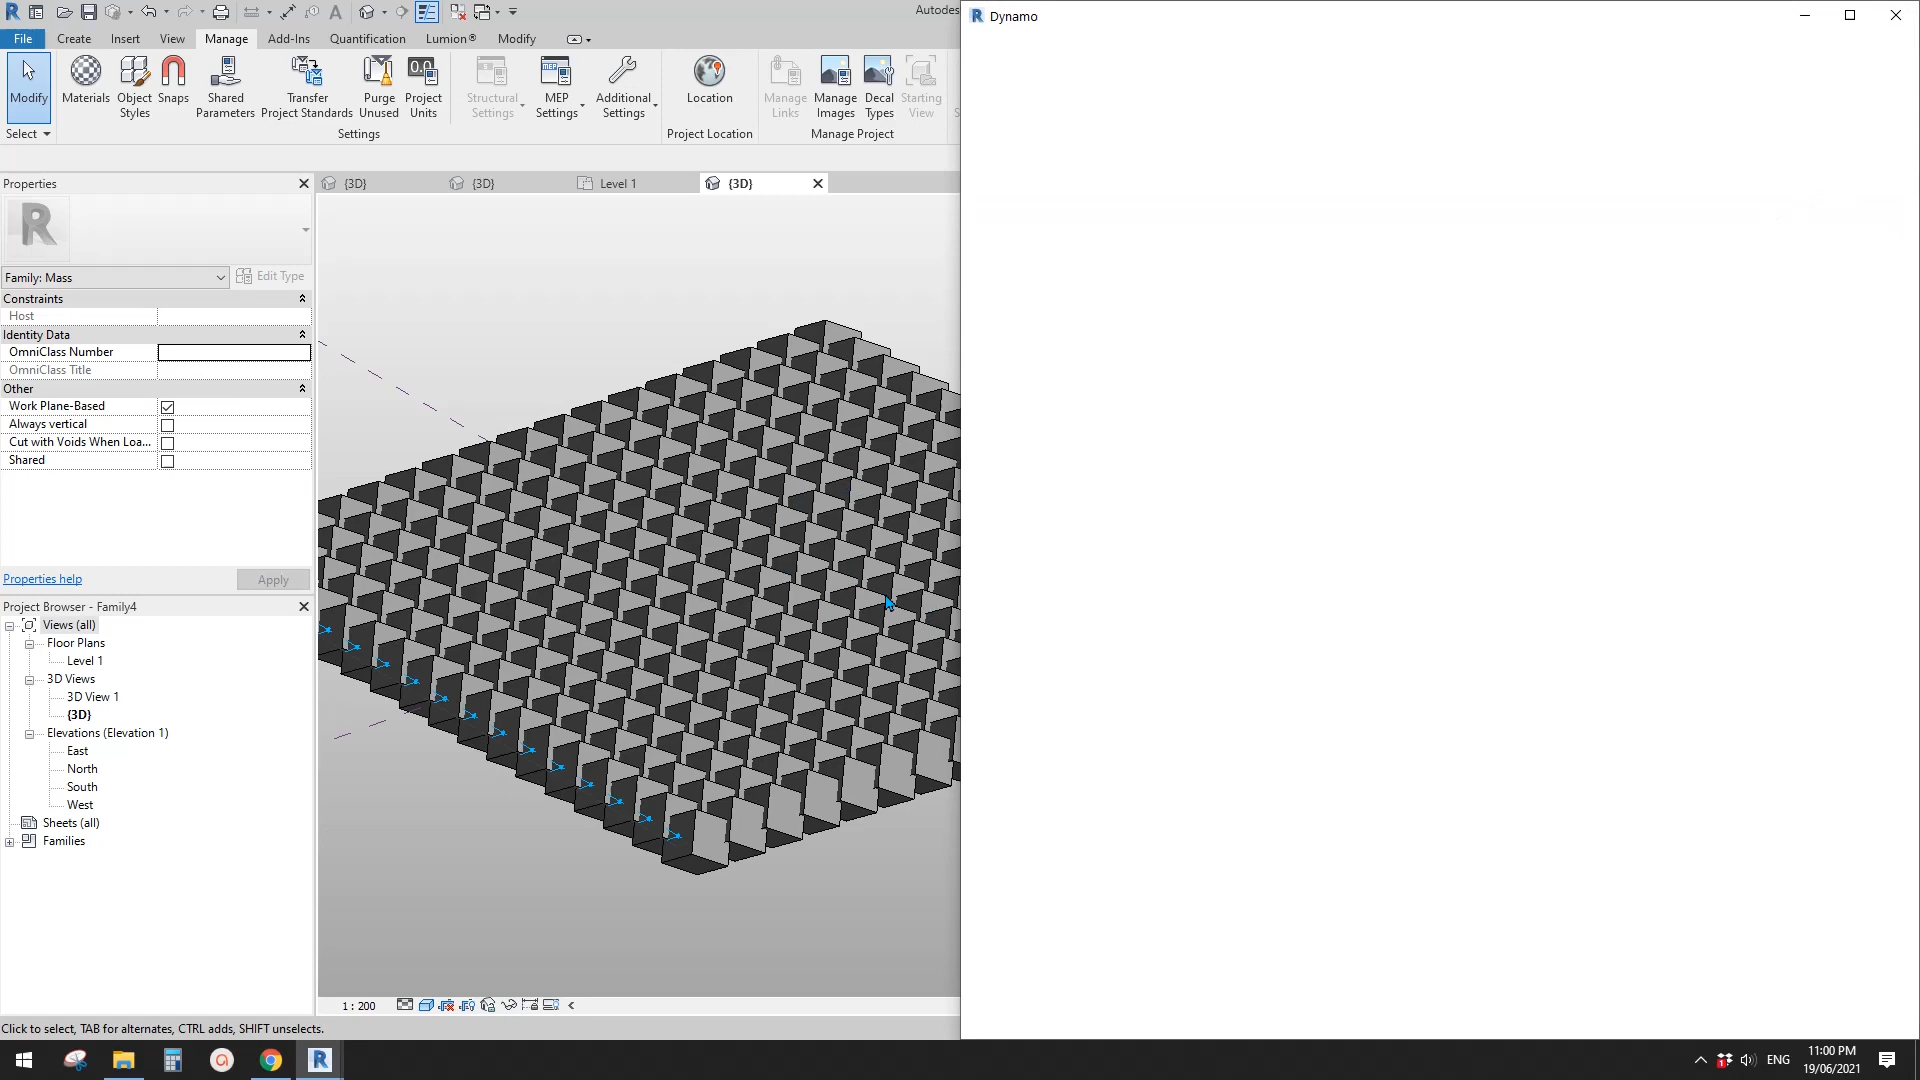 Autodes
Dynamo
File
Create
Insert
View
Manage
Add-Ins
Quantification
Lumion®
Modify
Modify
Materials
Object
Styles
Snaps
Shared
Parameters
Transfer
Project Standards
Purge
Unused
Project
Units
Structural
Settings
MEP
Settings
Additional
Settings
Location
Manage
Links
Manage
Images
Decal
Types
Starting
View
Select
Settings
Project Location
Manage Project
Properties
{3D}
{3D}
Level 1
{3D}
Family: Mass
Edit Type
Constraints
Host
Identity Data
OmniClass Number
OmniClass Title
Other
Work Plane-Based
Always vertical
Cut with Voids When Loa...
Shared
Properties help
Apply
Project Browser - Family4
Views (all)
Floor Plans
Level 1
3D Views
3D View 1
{3D}
Elevations (Elevation 1)
East
North
South
West
Sheets (all)
Families
1 : 200
Click to select, TAB for alternates, CTRL adds, SHIFT unselects.
ENG
11:00 PM
19/06/2021